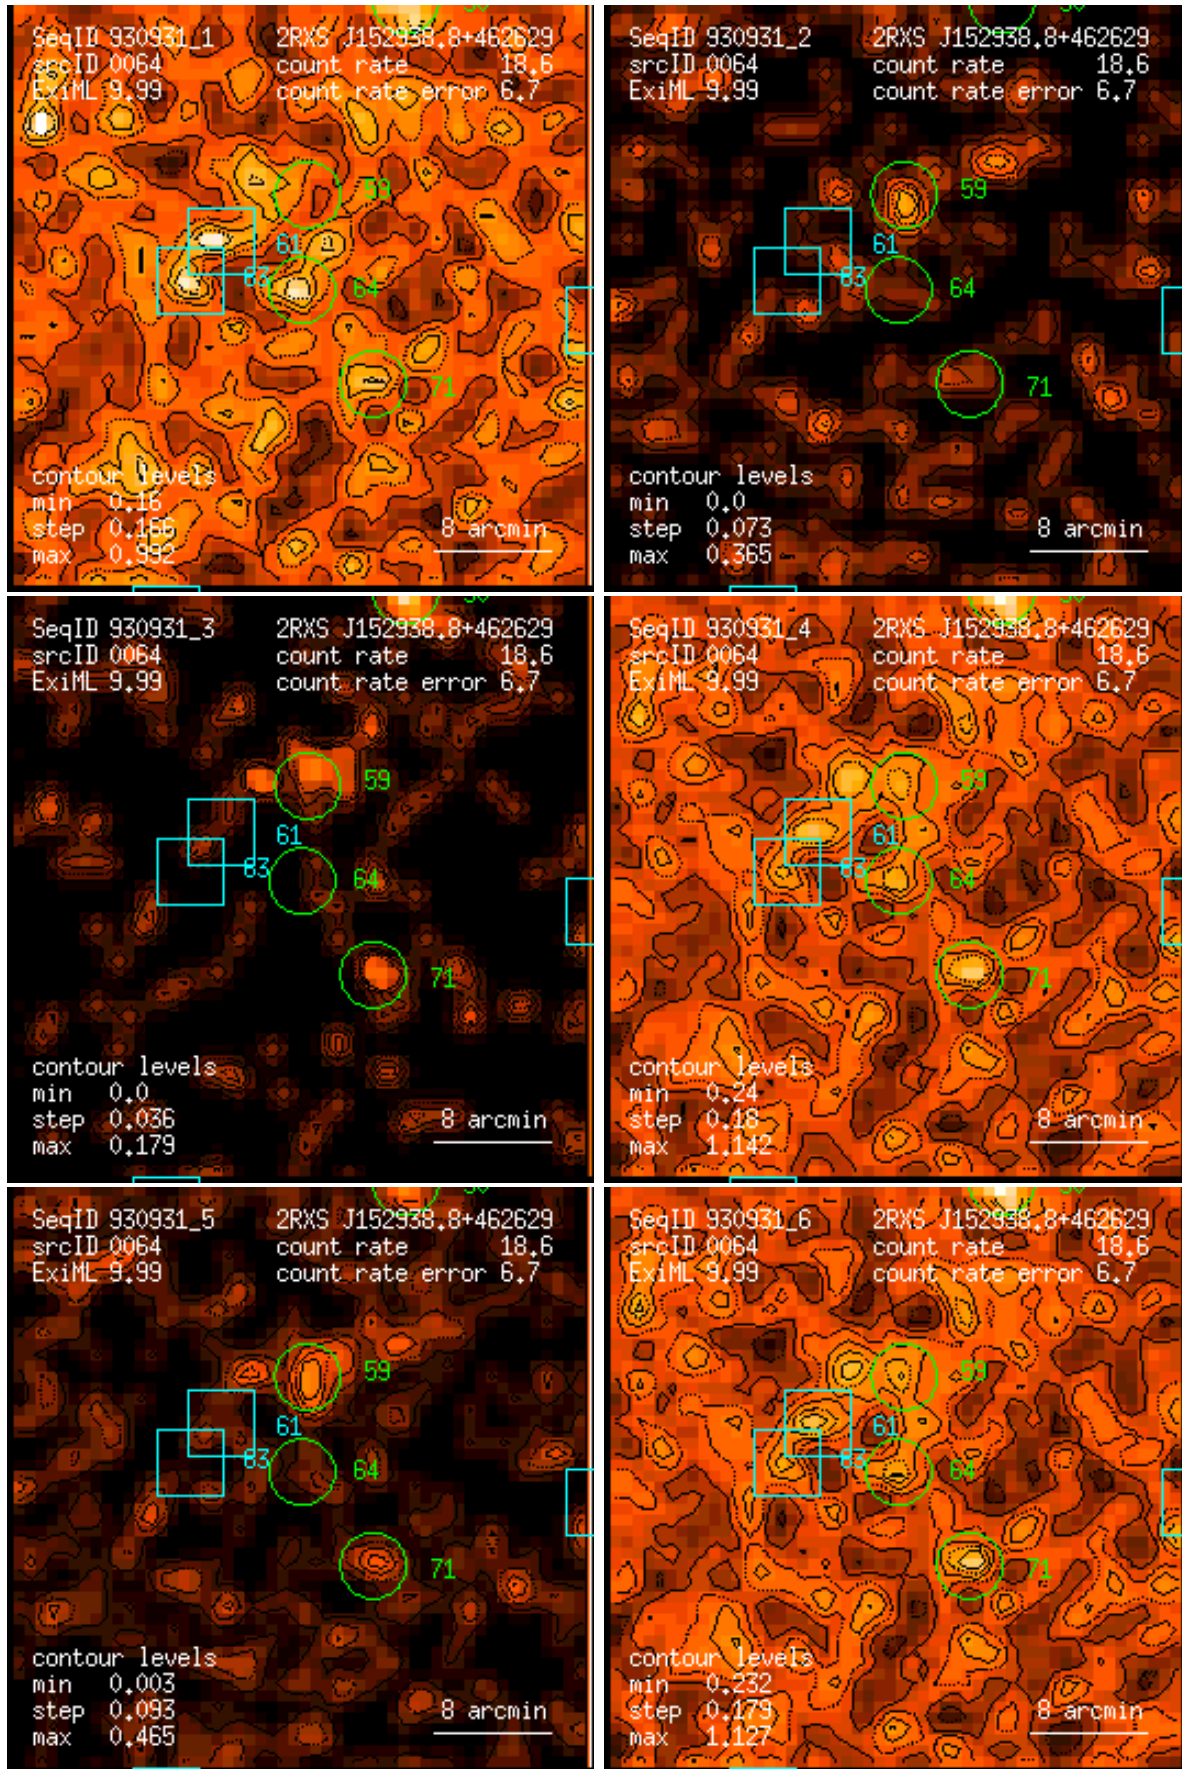 SeqID 930931_1 2RXS J152938.8+462629
srcID 0064 count rate 18.6
ExiML 9.99 count rate error 6.7
59
61
83
64
71
contour levels
min 0.16
step 0.166
max 0.992
8 arcmin
SeqID 930931_2 2RXS J152938.8+462629
srcID 0064 count rate 18.6
ExiML 9.99 count rate error 6.7
59
61
83
64
71
contour levels
min 0.0
step 0.073
max 0.365
8 arcmin
SeqID 930931_3 2RXS J152938.8+462629
srcID 0064 count rate 18.6
ExiML 9.99 count rate error 6.7
59
61
83
64
71
contour levels
min 0.0
step 0.036
max 0.179
8 arcmin
SeqID 930931_4 2RXS J152938.8+462629
srcID 0064 count rate 18.6
ExiML 9.99 count rate error 6.7
59
61
83
64
71
contour levels
min 0.24
step 0.18
max 1.142
8 arcmin
SeqID 930931_5 2RXS J152938.8+462629
srcID 0064 count rate 18.6
ExiML 9.99 count rate error 6.7
59
61
83
64
71
contour levels
min 0.003
step 0.093
max 0.465
8 arcmin
SeqID 930931_6 2RXS J152938.8+462629
srcID 0064 count rate 18.6
ExiML 9.99 count rate error 6.7
59
61
83
64
71
contour levels
min 0.232
step 0.179
max 1.127
8 arcmin